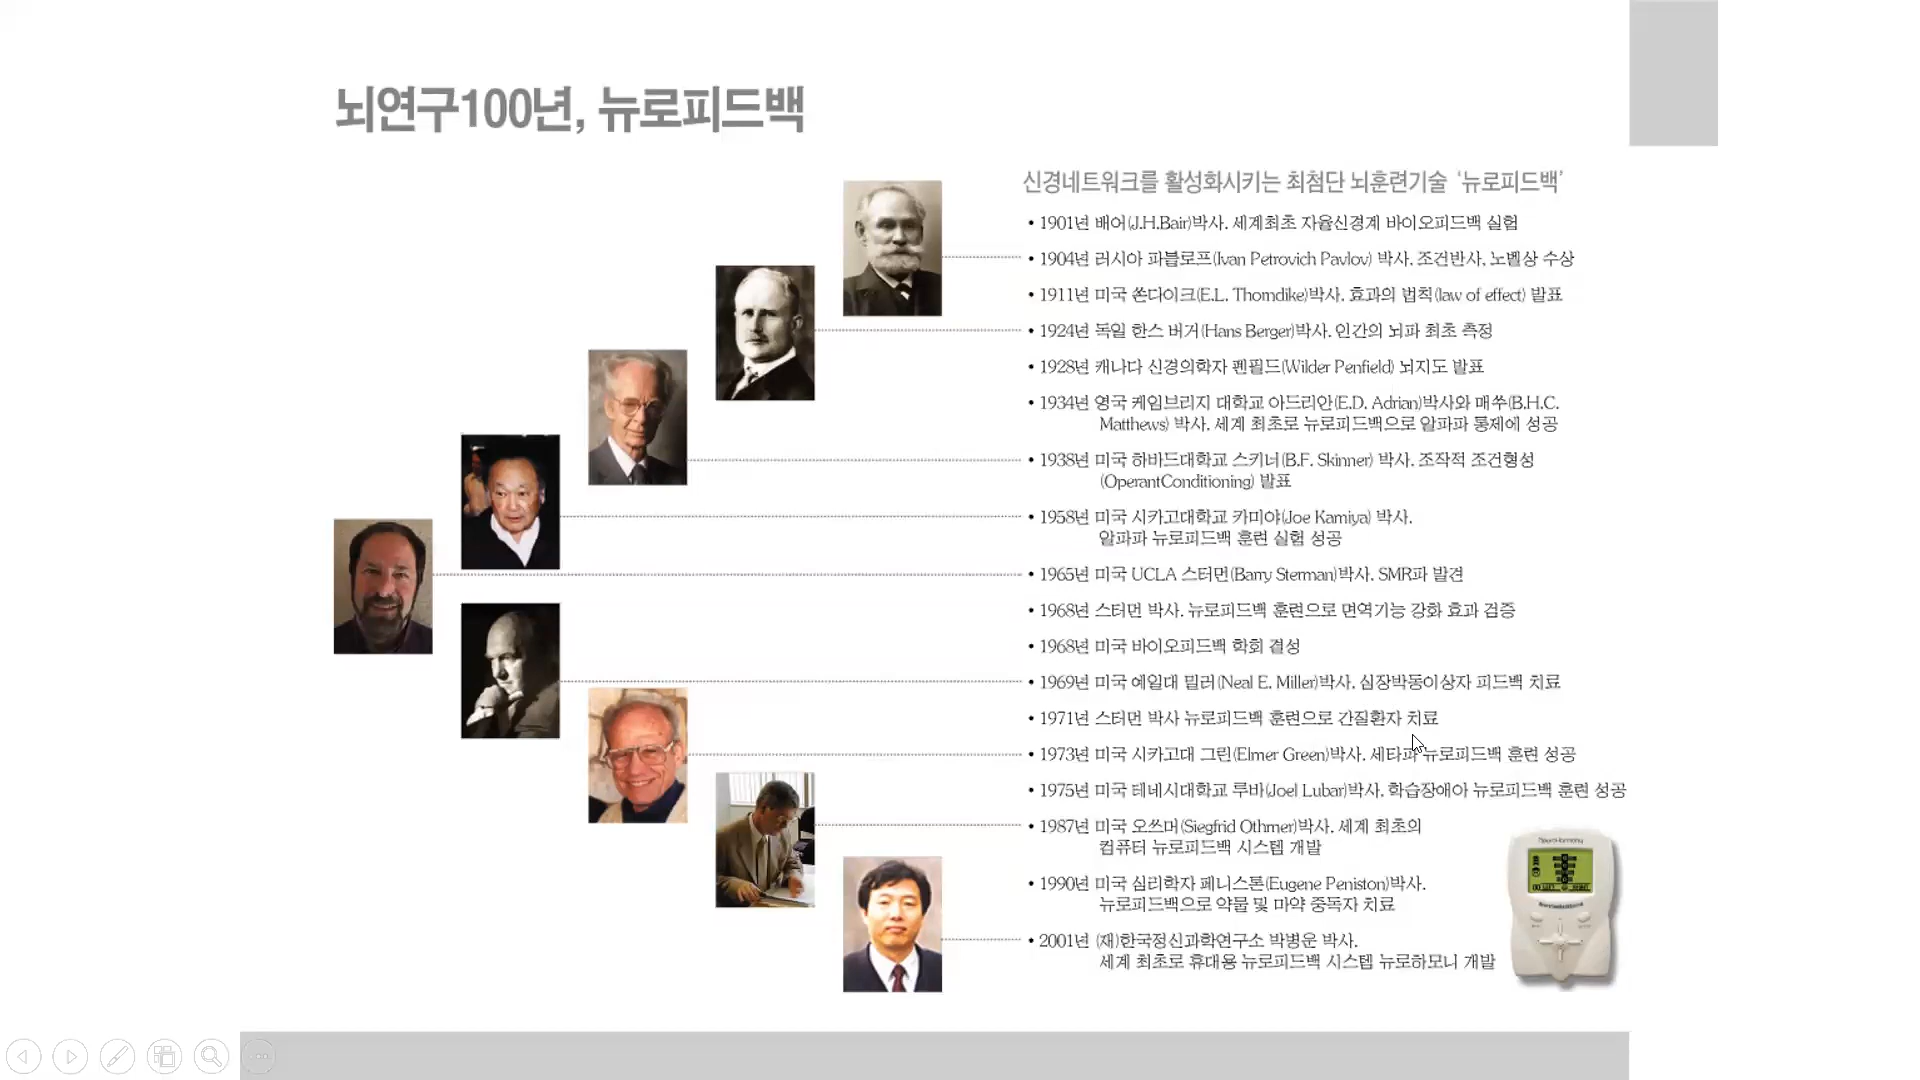 뇌연구100년, 뉴로피드백
신경네트워크를 활성화시키는 최첨단 뇌훈련기술 ‘뉴로피드백’
• 1901년 배어(J.H.Bair)박사. 세계최초 자율신경계 바이오피드백 실험
• 1904년 러시아 파블로프(Ivan Petrovich Pavlov) 박사. 조건반사, 노벨상 수상
• 1911년 미국 쏜다이크(E.L. Thorndike)박사. 효과의 법칙(law of effect) 발표
• 1924년 독일 한스 버거(Hans Berger)박사. 인간의 뇌파 최초 측정
• 1928년 캐나다 신경의학자 펜필드(Wilder Penfield) 뇌지도 발표
• 1934년 영국 케임브리지 대학교 아드리안(E.D. Adrian)박사와 매쑤(B.H.C.
Matthews) 박사. 세계 최초로 뉴로피드백으로 알파파 통제에 성공
• 1938년 미국 하바드대학교 스키너(B.F. Skinner) 박사. 조작적 조건형성
(OperantConditioning) 발표
• 1958년 미국 시카고대학교 카미야(Joe Kamiya) 박사.
알파파 뉴로피드백 훈련 실험 성공
• 1965년 미국 UCLA 스터먼(Barry Sterman)박사. SMR파 발견
• 1968년 스터먼 박사. 뉴로피드백 훈련으로 면역기능 강화 효과 검증
• 1968년 미국 바이오피드백 학회 결성
• 1969년 미국 예일대 밀러(Neal E. Miller)박사. 심장박동이상자 피드백 치료
• 1971년 스터먼 박사 뉴로피드백 훈련으로 간질환자 치료
• 1973년 미국 시카고대 그린(Elmer Green)박사. 세타파 뉴로피드백 훈련 성공
• 1975년 미국 테네시대학교 루바(Joel Lubar)박사. 학습장애아 뉴로피드백 훈련 성공
• 1987년 미국 오쓰머(Siegfrid Othmer)박사. 세계 최초의
컴퓨터 뉴로피드백 시스템 개발
• 1990년 미국 심리학자 페니스톤(Eugene Peniston)박사.
뉴로피드백으로 약물 및 마약 중독자 치료
• 2001년 (재)한국정신과학연구소 박병운 박사.
세계 최초로 휴대용 뉴로피드백 시스템 뉴로하모니 개발
NeuroHarmony